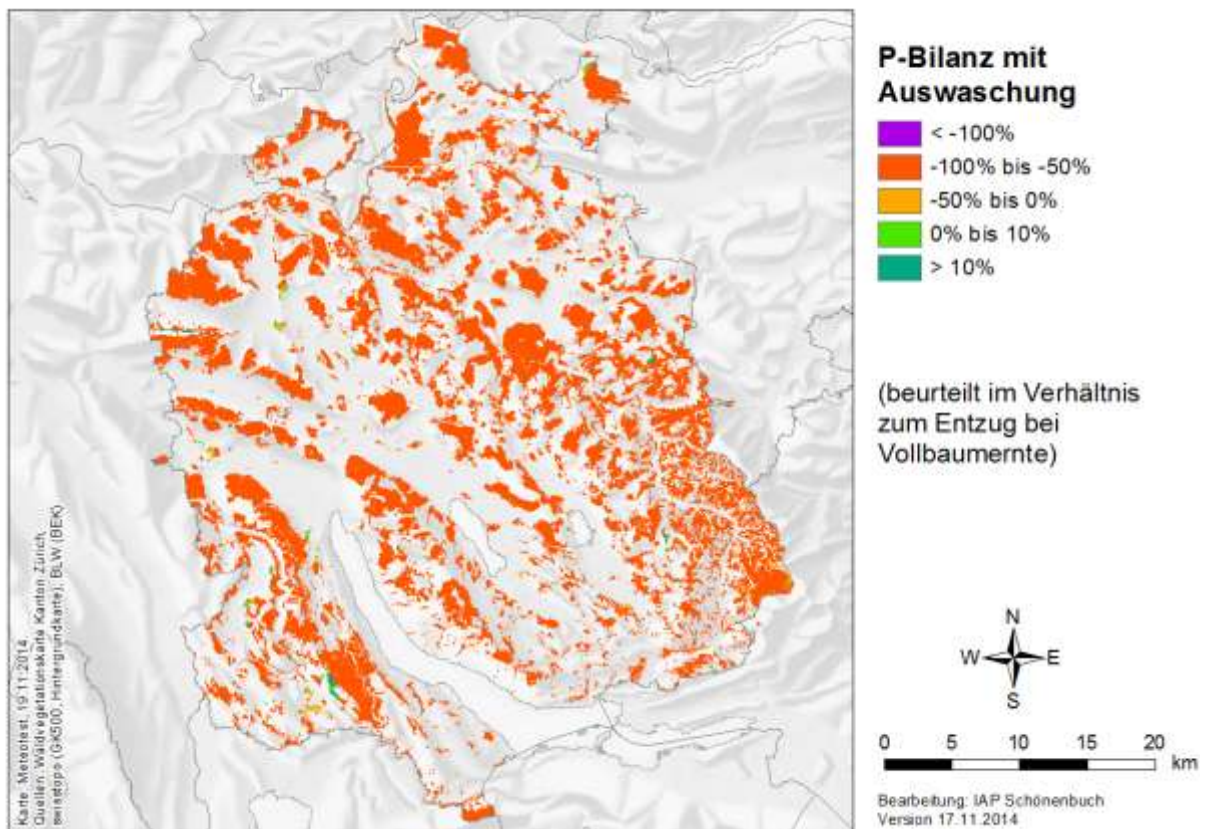 P-Bilanz mit
Auswaschung
< -100%
-100% bis -50%
-50% bis 0%
0% bis 10%
> 10%
(beurteilt im Verhältnis
zum Entzug bei
Vollbaumernte)
N
W E
S
0 5 10 15 20
km
Bearbeitung: IAP Schönenbuch
Version 17.11.2014
Karte: Meteotest, 19.11.2014
Quellen: Waldvegetationskarte Kanton Zürich,
swisstopo (GK500, Hintergrundkarte), BLW (BEK)